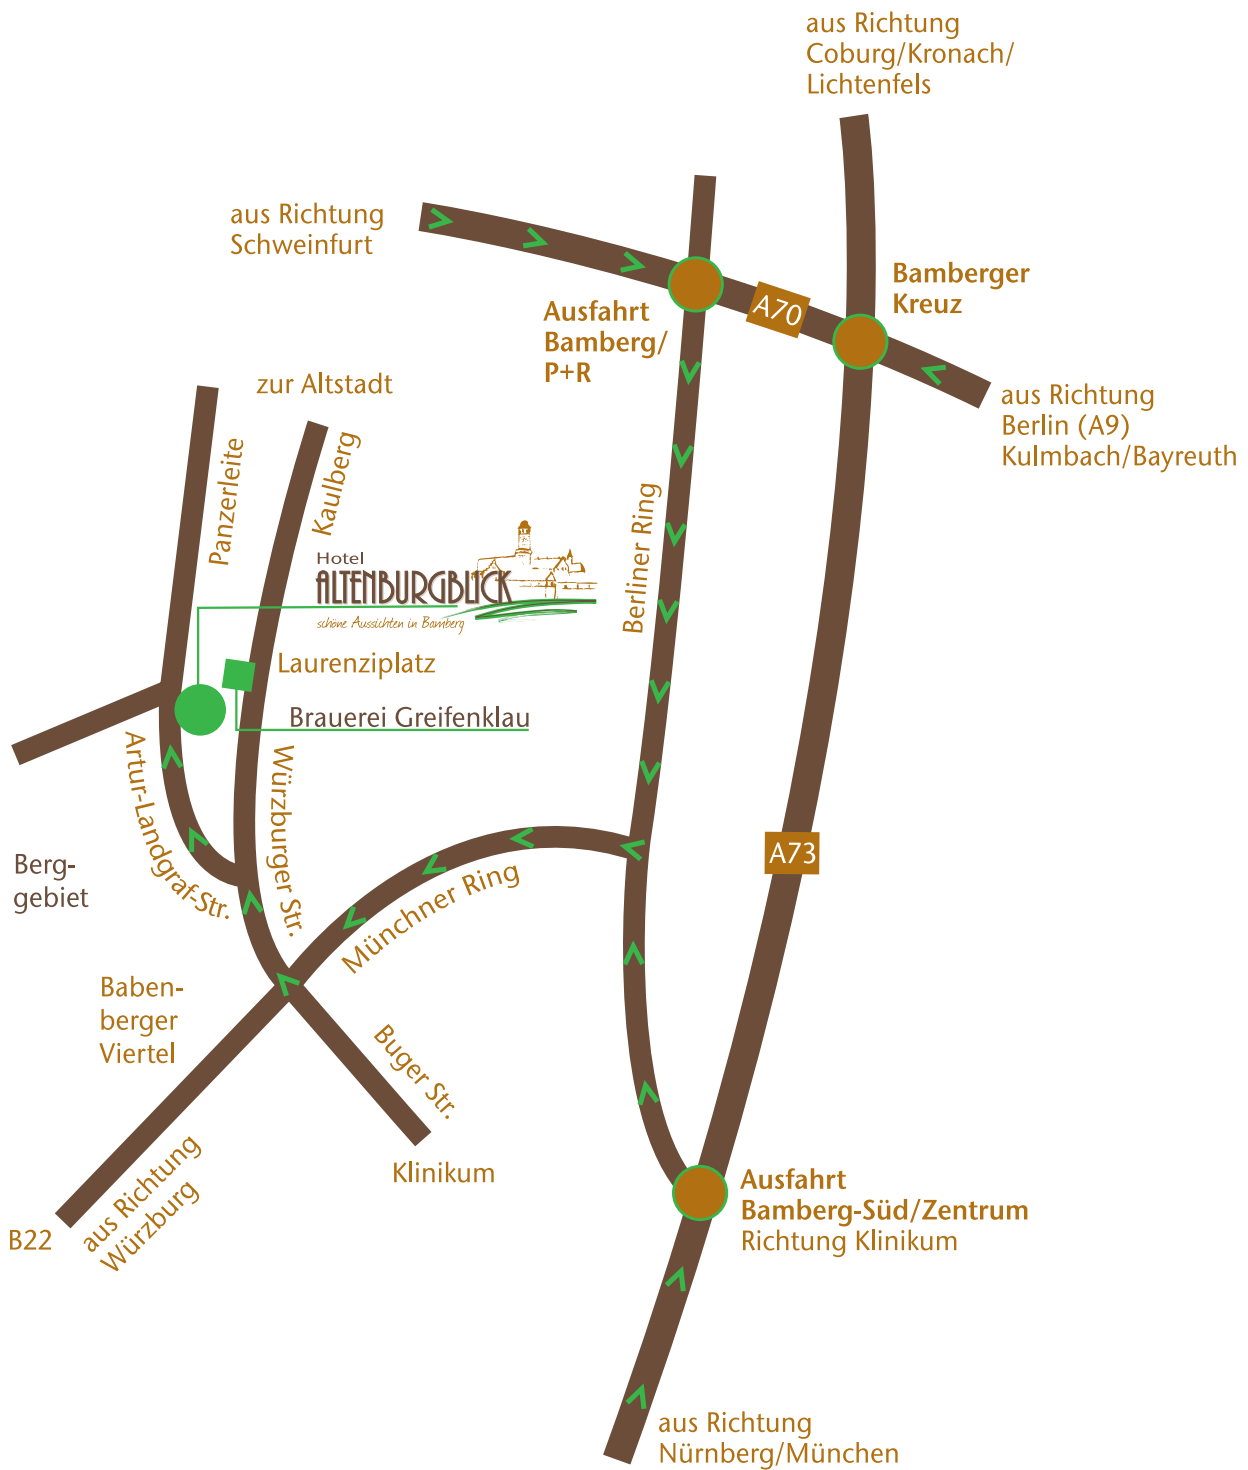 aus Richtung
Coburg/Kronach/
Lichtenfels
aus Richtung
Schweinfurt
Bamberger
Kreuz
A70
Ausfahrt
Bamberg/
P+R
zur Altstadt
aus Richtung
Berlin (A9)
Kulmbach/Bayreuth
Panzerleite
Kaulberg
Berliner Ring
Hotel
ALTENBURGBLICK
schöne Aussichten in Bamberg
Laurenziplatz
Brauerei Greifenklau
Artur-Landgraf-Str.
Würzburger Str.
A73
Münchner Ring
Berg-
gebiet
Baben-
berger
Viertel
Buger Str.
Klinikum
aus Richtung
Würzburg
B22
Ausfahrt
Bamberg-Süd/Zentrum
Richtung Klinikum
aus Richtung
Nürnberg/München